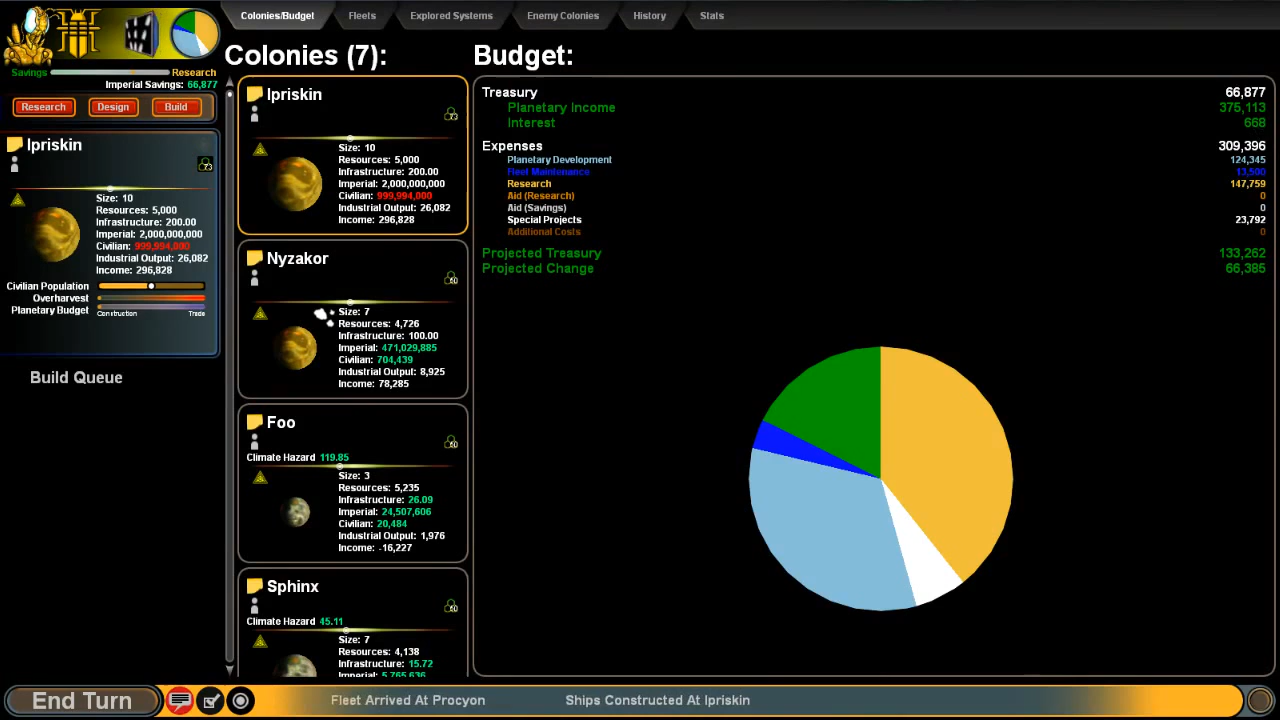 Colonies/Budget Fleets Explored Systems Enemy Colonies History Stats
Savings Research
Imperial Savings: 66,877
Research Design Build
Ipriskin
73
Size: 10
Resources: 5,000
Infrastructure: 200.00
Imperial: 2,000,000,000
Civilian: 999,994,000
Industrial Output: 26,082
Income: 296,828
Civilian Population
Overharvest
Planetary Budget
Construction Trade
Build Queue
Colonies (7):
Ipriskin
73
Size: 10
Resources: 5,000
Infrastructure: 200.00
Imperial: 2,000,000,000
Civilian: 999,994,000
Industrial Output: 26,082
Income: 296,828
Nyzakor
50
Size: 7
Resources: 4,726
Infrastructure: 100.00
Imperial: 471,029,885
Civilian: 704,439
Industrial Output: 8,925
Income: 78,285
Foo
50
Climate Hazard 119.85
Size: 3
Resources: 5,235
Infrastructure: 26.09
Imperial: 24,507,606
Civilian: 20,484
Industrial Output: 1,976
Income: -16,227
Sphinx
50
Climate Hazard 45.11
Size: 7
Resources: 4,138
Infrastructure: 15.72
Imperial: 5,765,636
Budget:
Treasury 66,877
Planetary Income 375,113
Interest 668
Expenses 309,396
Planetary Development 124,345
Fleet Maintenance 13,500
Research 147,759
Aid (Research) 0
Aid (Savings) 0
Special Projects 23,792
Additional Costs 0
Projected Treasury 133,262
Projected Change 66,385
End Turn
Fleet Arrived At Procyon Ships Constructed At Ipriskin